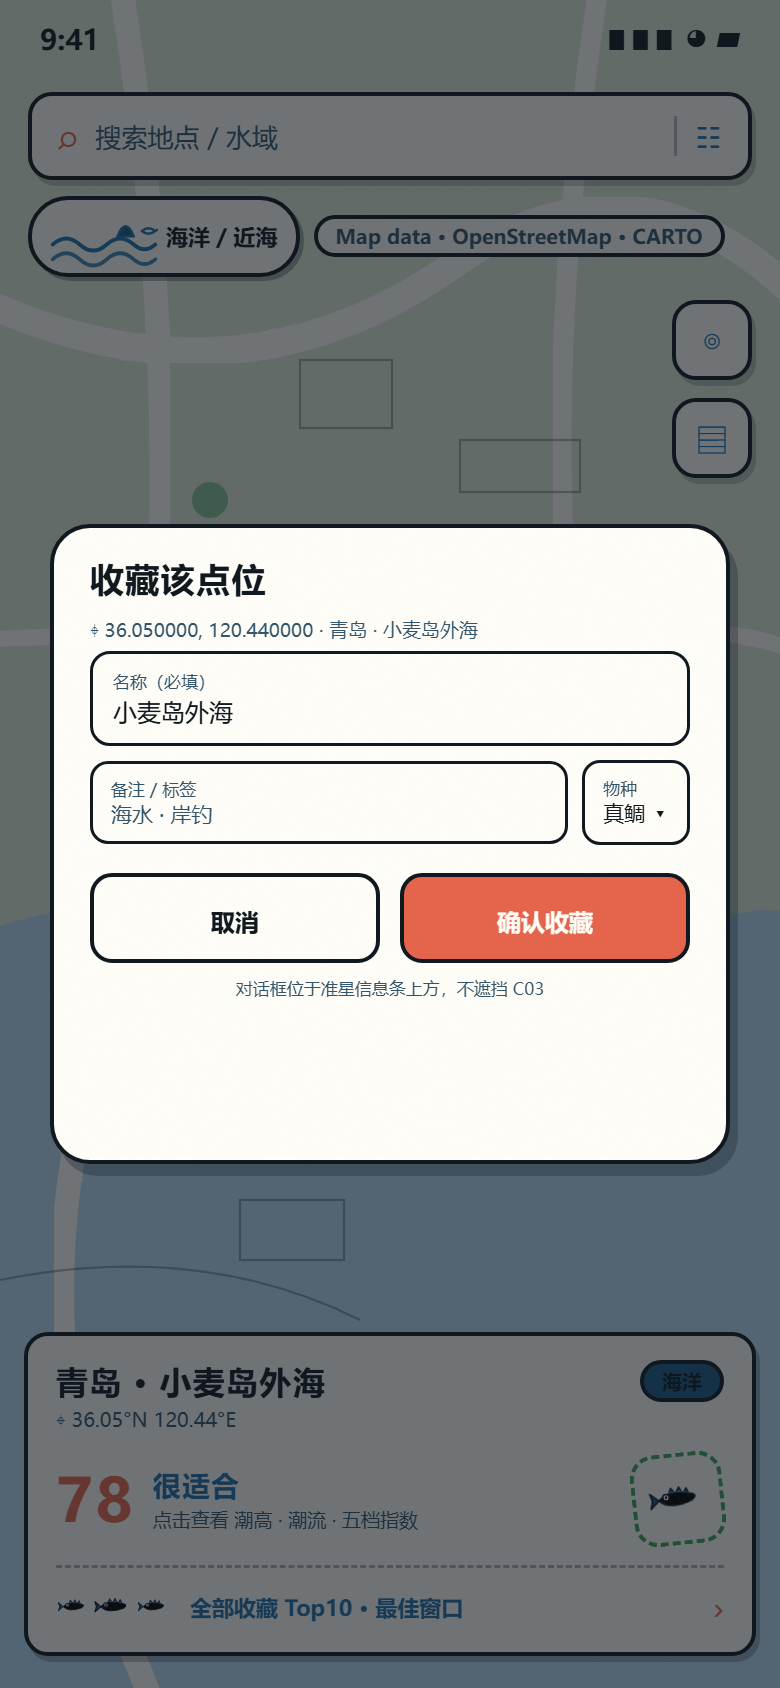 9:41
搜索地点 / 水域
海洋 / 近海
Map data • OpenStreetMap • CARTO
收藏该点位
36.050000, 120.440000 · 青岛 · 小麦岛外海
名称（必填）
小麦岛外海
备注 / 标签
海水 · 岸钓
物种
真鲷
取消
确认收藏
对话框位于准星信息条上方，不遮挡 C03
青岛 • 小麦岛外海
海洋
36.05°N 120.44°E
78
很适合
点击查看 潮高 · 潮流 · 五档指数
全部收藏 Top10 • 最佳窗口